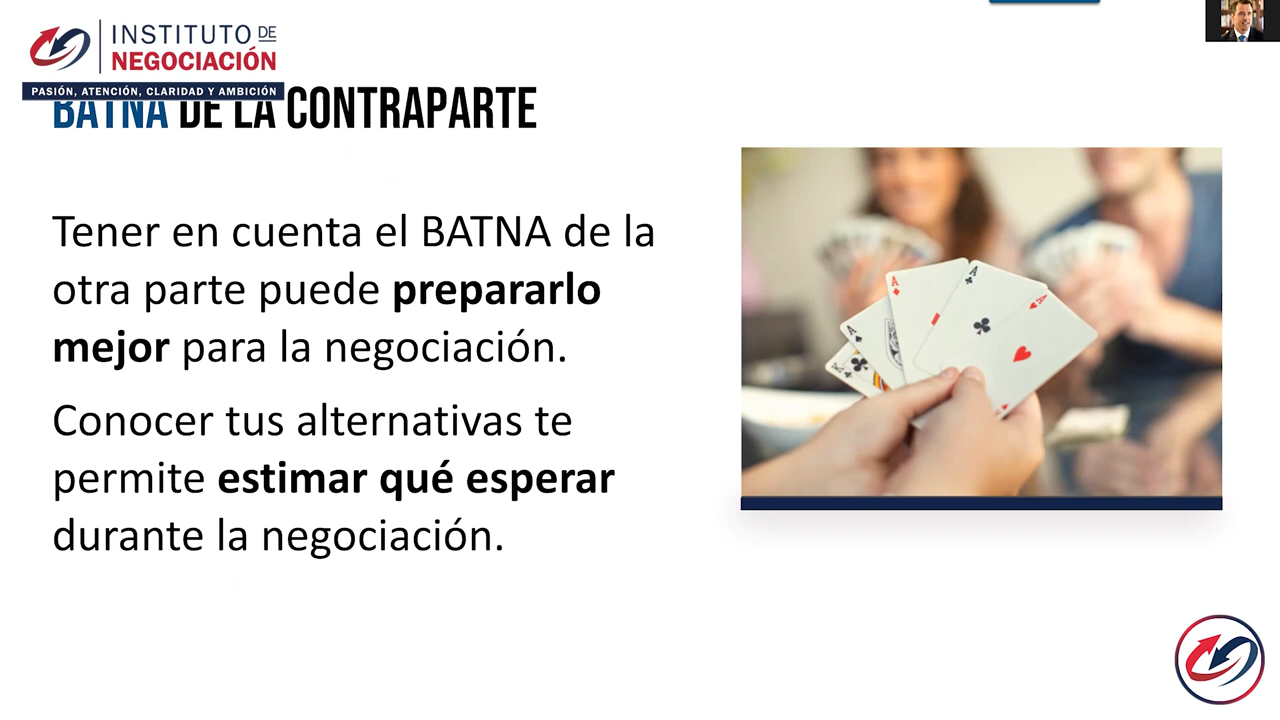 INSTITUTO DE
NEGOCIACIÓN
PASIÓN, ATENCIÓN, CLARIDAD Y AMBICIÓN
BATNA DE LA CONTRAPARTE
Tener en cuenta el BATNA de la
otra parte puede prepararlo
mejor para la negociación.
Conocer tus alternativas te
permite estimar qué esperar
durante la negociación.
A
A
A
A
K